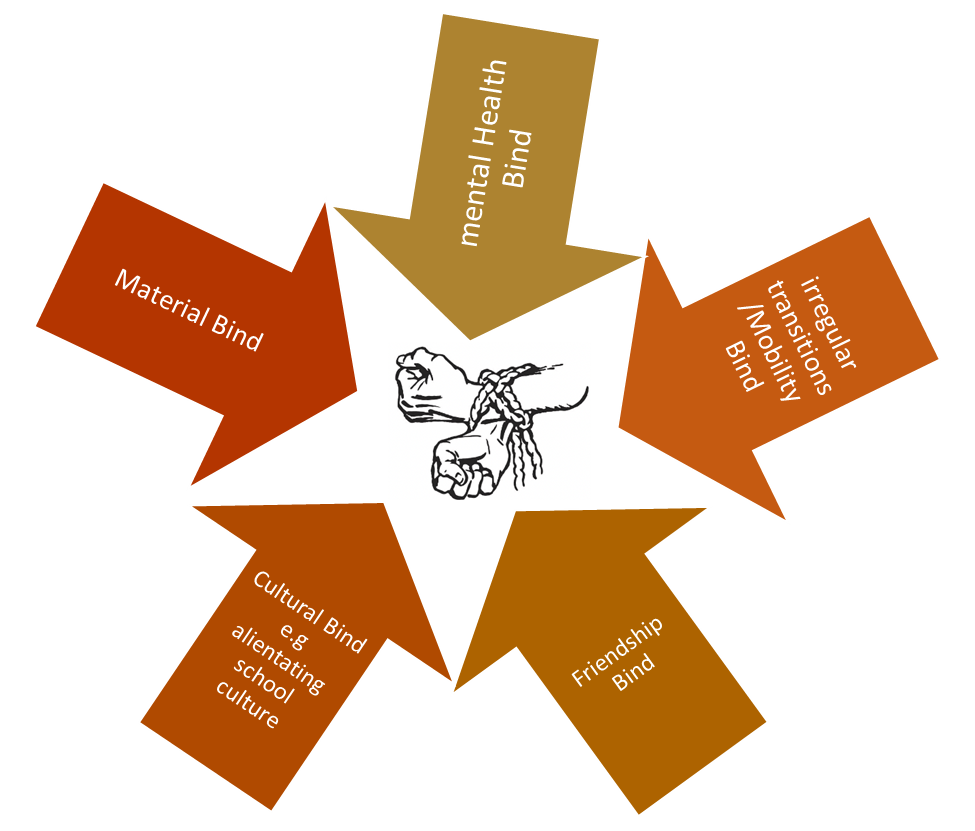 mental Health
Bind
Material Bind
irregular
transitions
/Mobility
Bind
Cultural Bind
e.g
alientating
school
culture
Friendship
Bind